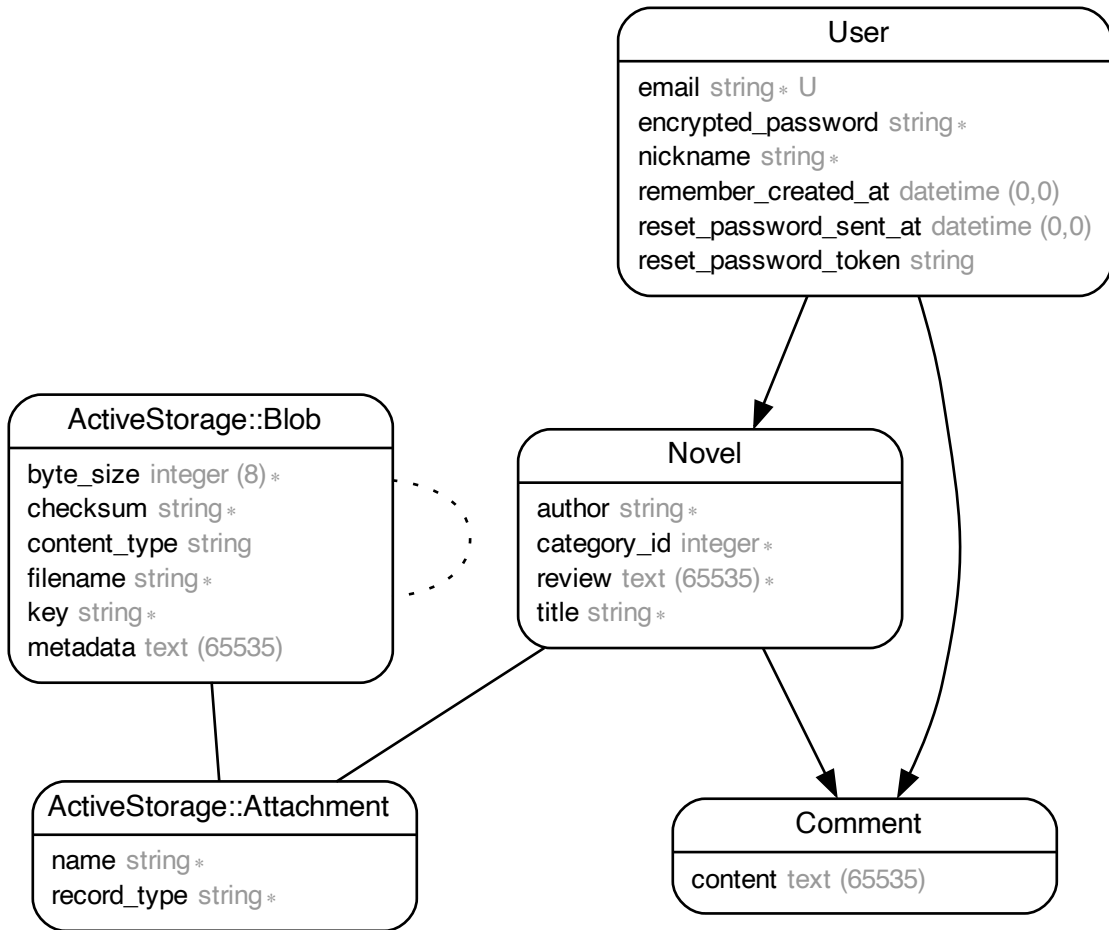 User
email string* U
encrypted_password string*
nickname string*
remember_created_at datetime (0,0)
reset_password_sent_at datetime (0,0)
reset_password_token string
ActiveStorage::Blob
byte_size integer (8)*
checksum string*
content_type string
filename string*
key string*
metadata text (65535)
Novel
author string*
category_id integer*
review text (65535)*
title string*
ActiveStorage::Attachment
name string*
record_type string*
Comment
content text (65535)